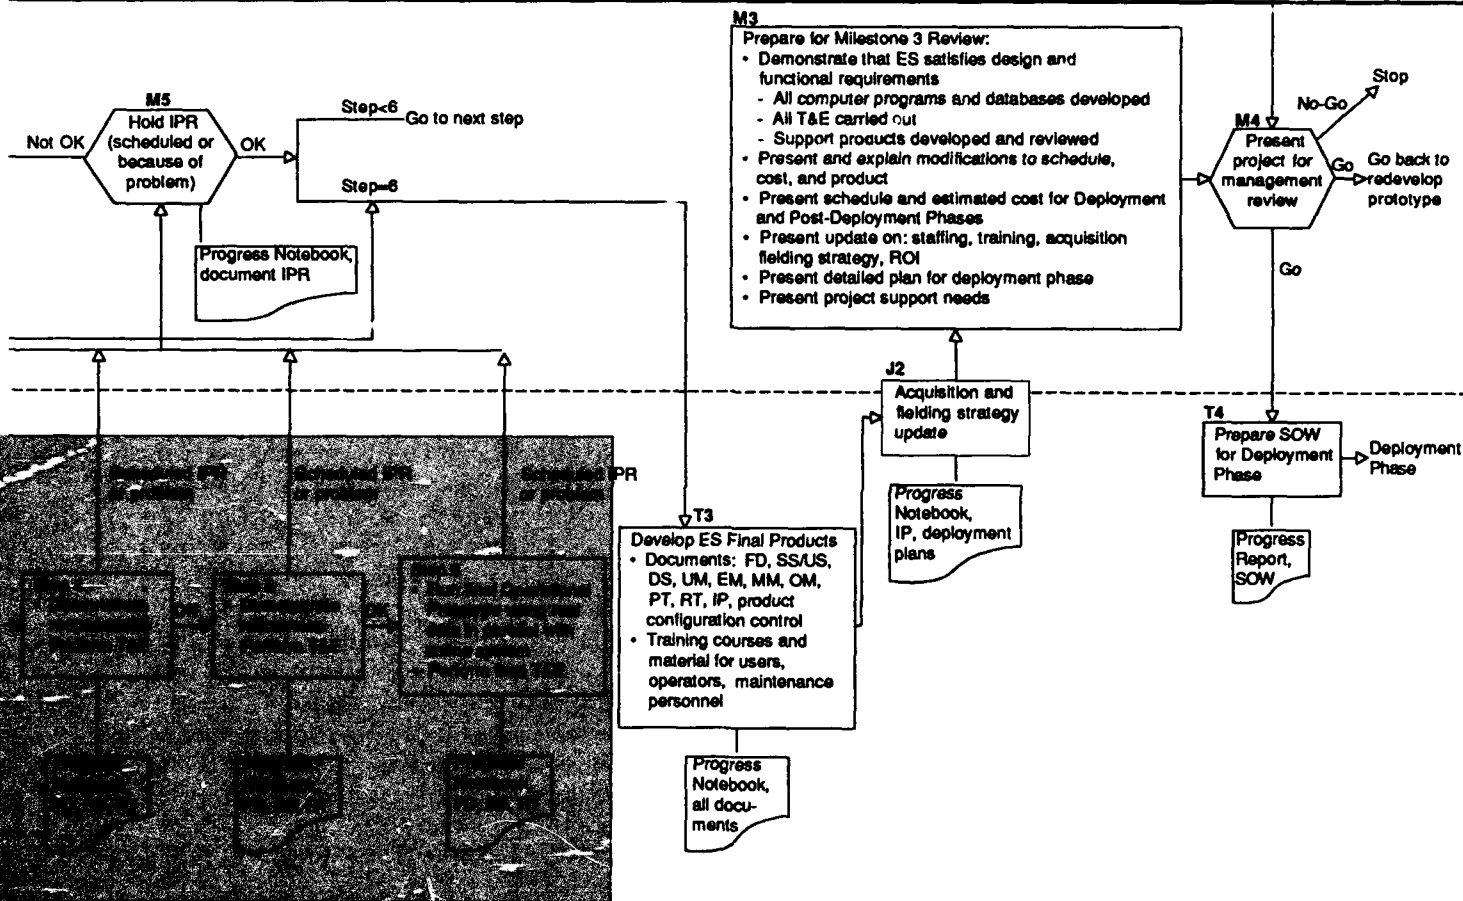 M5
Hold IPR
(scheduled or
because of
problem)
Not OK
OK
Step<6
Go to next step
Step=6
Progress Notebook,
document IPR
M3
Prepare for Milestone 3 Review:
• Demonstrate that ES satisfies design and
functional requirements
- All computer programs and databases developed
- All T&E carried out
- Support products developed and reviewed
• Present and explain modifications to schedule,
cost, and product
• Present schedule and estimated cost for Deployment
and Post-Deployment Phases
• Present update on: staffing, training, acquisition
fielding strategy, ROI
• Present detailed plan for deployment phase
• Present project support needs
M4
Present
project for
management
review
No-Go
Stop
Go
Go back to
redevelop
prototype
Go
J2
Acquisition and
fielding strategy
update
Progress
Notebook,
IP, deployment
plans
T4
Prepare SOW
for Deployment
Phase
Deployment
Phase
Progress
Report,
SOW
Scheduled IPR
or problem
Scheduled IPR
or problem
Scheduled IPR
or problem
T3
Develop ES Final Products
• Documents: FD, SS/US,
DS, UM, EM, MM, OM,
PT, RT, IP, product
configuration control
• Training courses and
material for users,
operators, maintenance
personnel
Progress
Notebook,
all docu-
ments